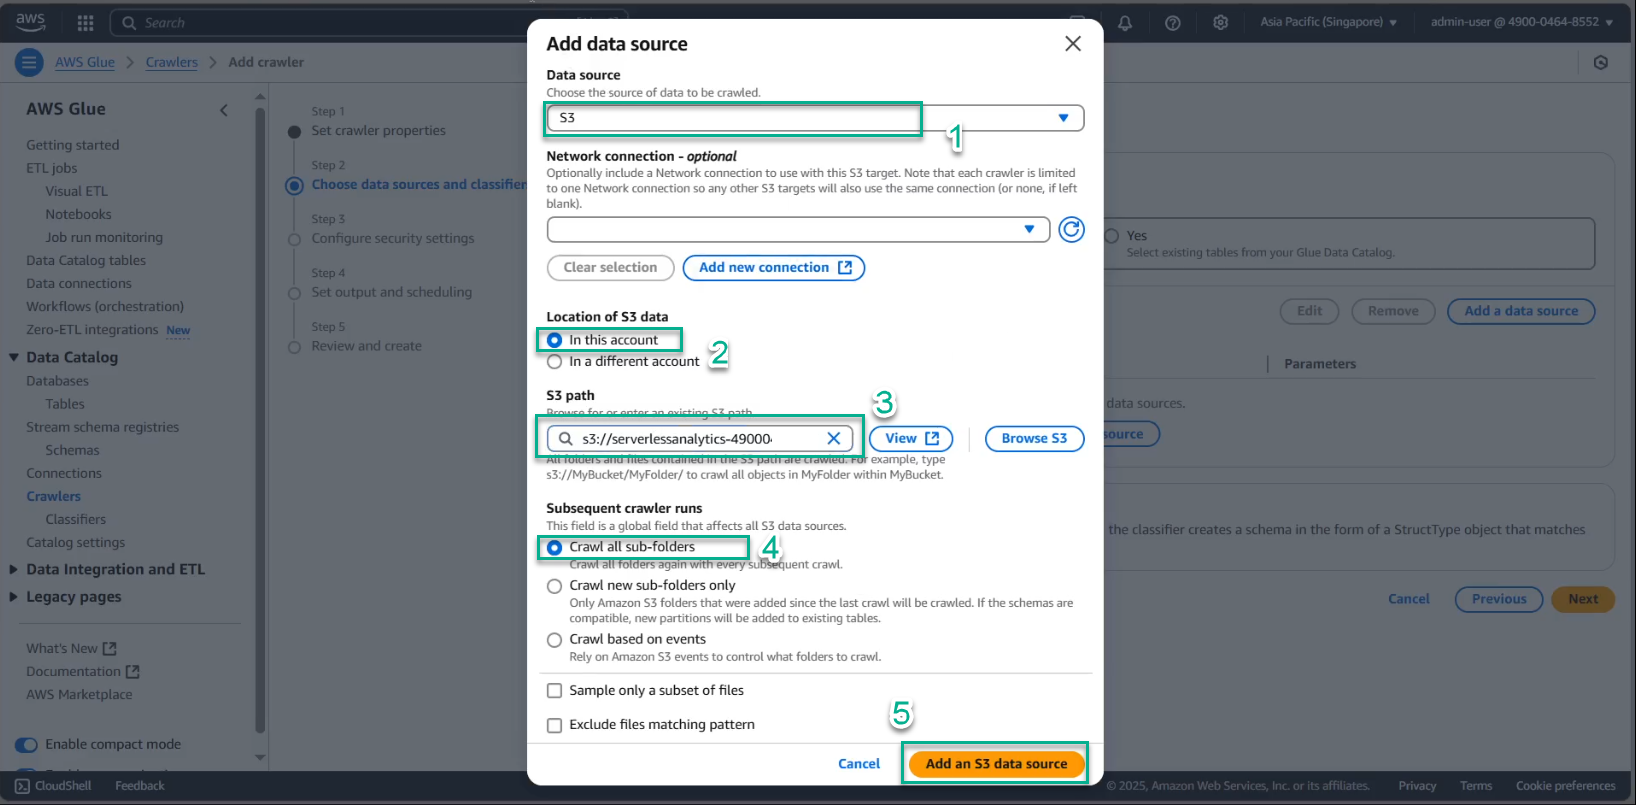 aws
Search
Asia Pacific (Singapore)
admin-user @ 4900-0464-8552
AWS Glue > Crawlers > Add crawler
AWS Glue
Getting started
ETL jobs
Visual ETL
Notebooks
Job run monitoring
Data Catalog tables
Data connections
Workflows (orchestration)
Zero-ETL integrations New
Data Catalog
Databases
Tables
Stream schema registries
Schemas
Connections
Crawlers
Classifiers
Catalog settings
Data Integration and ETL
Legacy pages
What's New
Documentation
AWS Marketplace
Enable compact mode
Step 1
Set crawler properties
Step 2
Choose data sources and classifier
Step 3
Configure security settings
Step 4
Set output and scheduling
Step 5
Review and create
Add data source
Data source
Choose the source of data to be crawled.
S3
1
Network connection - optional
Optionally include a Network connection to use with this S3 target. Note that each crawler is limited
to one Network connection so any other S3 targets will also use the same connection (or none, if left
blank).
Clear selection
Add new connection
Location of S3 data
In this account
2
In a different account
S3 path
3
Browse for or enter an existing S3 path.
s3://serverlessanalytics-49000
View
Browse S3
All folders and files contained in the S3 path are crawled. For example, type
s3://MyBucket/MyFolder/ to crawl all objects in MyFolder within MyBucket.
Subsequent crawler runs
This field is a global field that affects all S3 data sources.
Crawl all sub-folders
4
Crawl all folders again with every subsequent crawl.
Crawl new sub-folders only
Only Amazon S3 folders that were added since the last crawl will be crawled. If the schemas are
compatible, new partitions will be added to existing tables.
Crawl based on events
Rely on Amazon S3 events to control what folders to crawl.
Sample only a subset of files
Exclude files matching pattern
5
Cancel
Add an S3 data source
Yes
Select existing tables from your Glue Data Catalog.
Edit
Remove
Add a data source
Parameters
data sources.
source
the classifier creates a schema in the form of a StructType object that matches
Cancel
Previous
Next
CloudShell
Feedback
© 2025, Amazon Web Services, Inc. or its affiliates.
Privacy
Terms
Cookie preferences